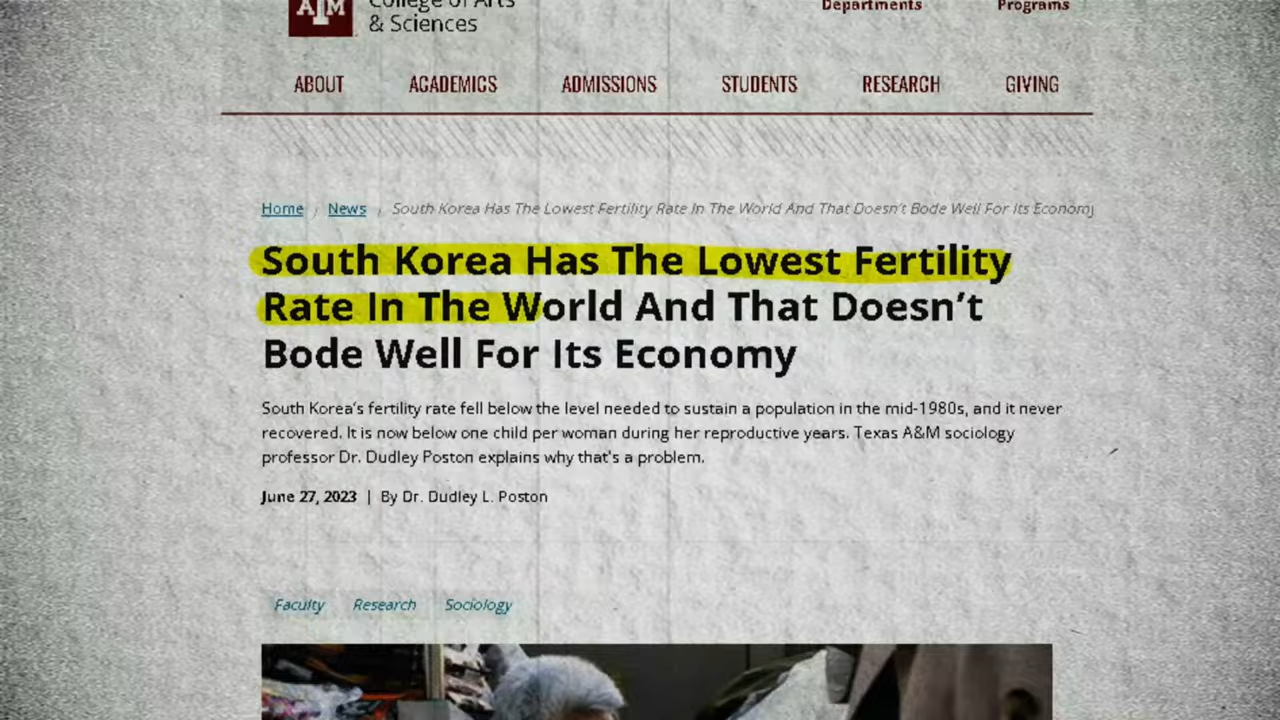 ATM
College of Arts
& Sciences
Departments
Programs
ABOUT ACADEMICS ADMISSIONS STUDENTS RESEARCH GIVING
Home / News / South Korea Has The Lowest Fertility Rate In The World And That Doesn't Bode Well For Its Economy
South Korea Has The Lowest Fertility
Rate In The World And That Doesn't
Bode Well For Its Economy
South Korea's fertility rate fell below the level needed to sustain a population in the mid-1980s, and it never
recovered. It is now below one child per woman during her reproductive years. Texas A&M sociology
professor Dr. Dudley Poston explains why that's a problem.
June 27, 2023 | By Dr. Dudley L. Poston
Faculty Research Sociology